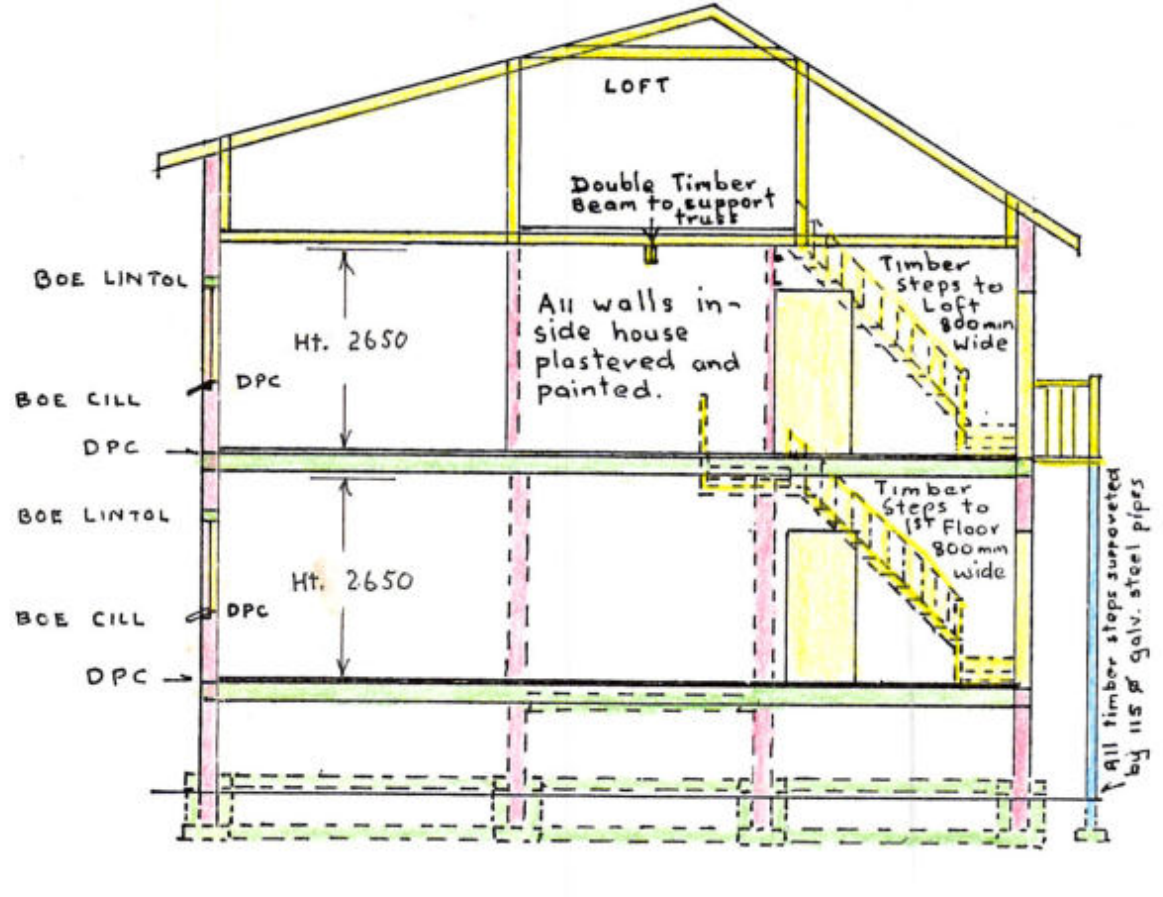 LOFT
Double Timber
Beam to support
truss
BOE LINTOL
Ht. 2650
All walls in-
side house
plastered and
painted.
Timber
steps to
Loft
800mm
wide
DPC
BOE CILL
DPC
BOE LINTOL
Ht. 2650
Timber
Steps to
1ST Floor
800mm
wide
DPC
BOE CILL
DPC
All timber steps supproveted
by 115 ø galv. steel pipes